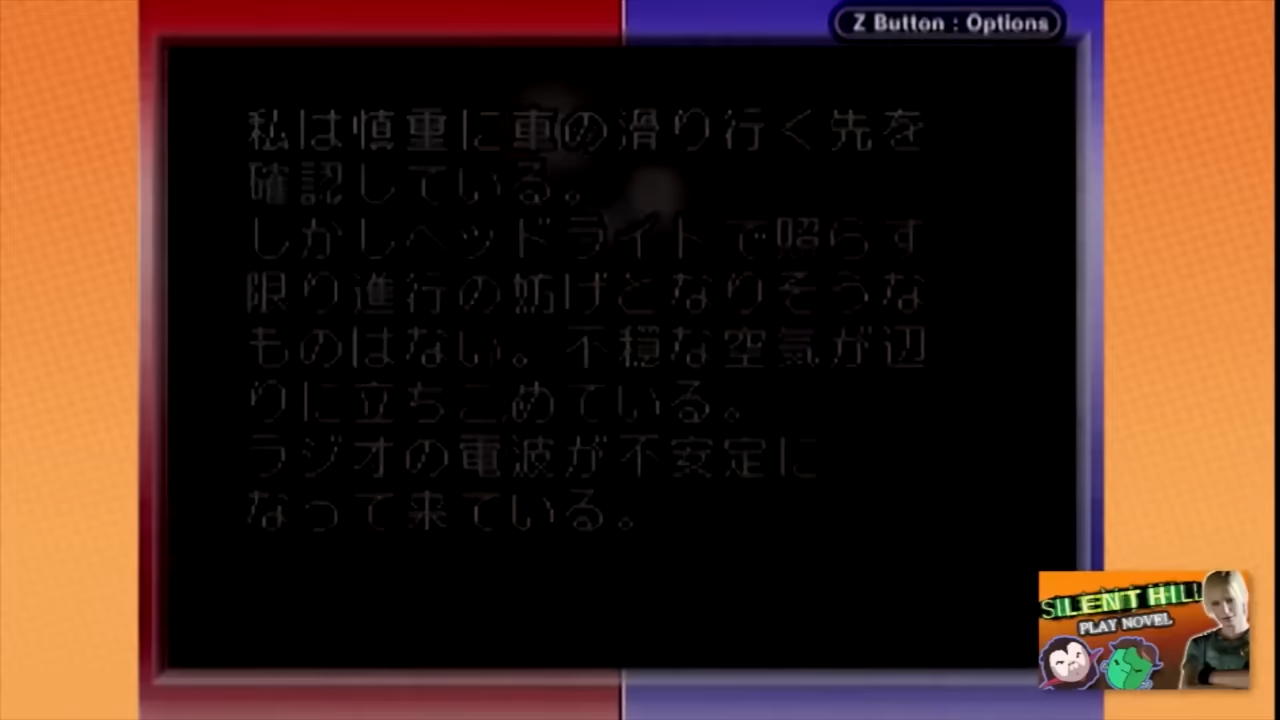 Z Button : Options
私は慎重に車の滑り行く先を
確認している。
しかしヘッドライトで照らす
限り進行の妨げとなりそうな
ものはない。不穏な空気が辺
りに立ちこめている。
ラジオの電波が不安定に
なって来ている。
SILENT HILL
PLAY NOVEL